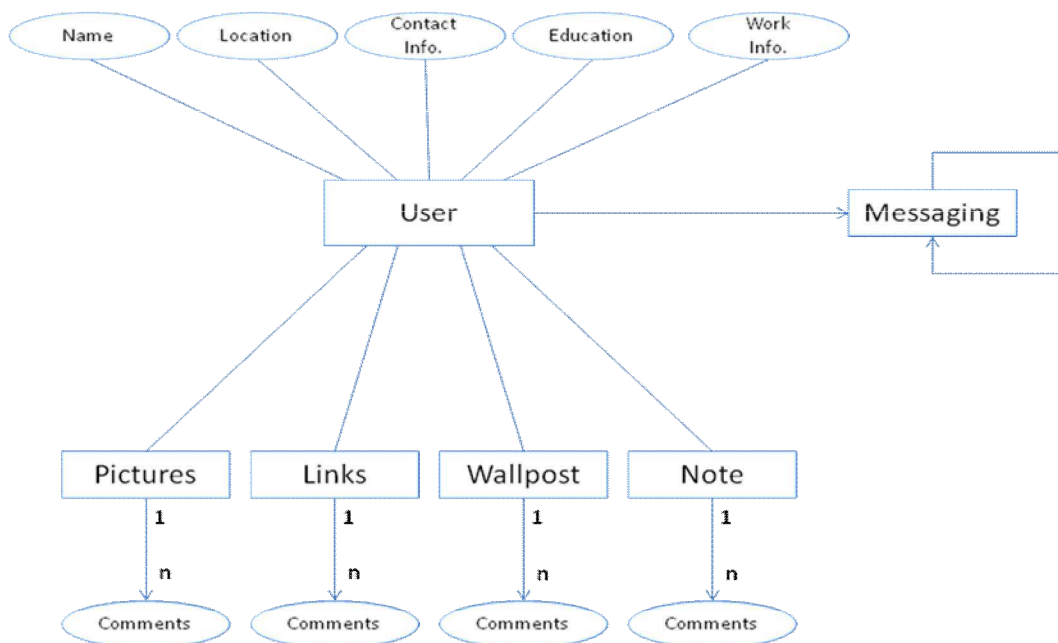 Name
Location
Contact
Info.
Education
Work
Info.
User
Messaging
Pictures
Links
Wallpost
Note
1
1
1
1
n
n
n
n
Comments
Comments
Comments
Comments